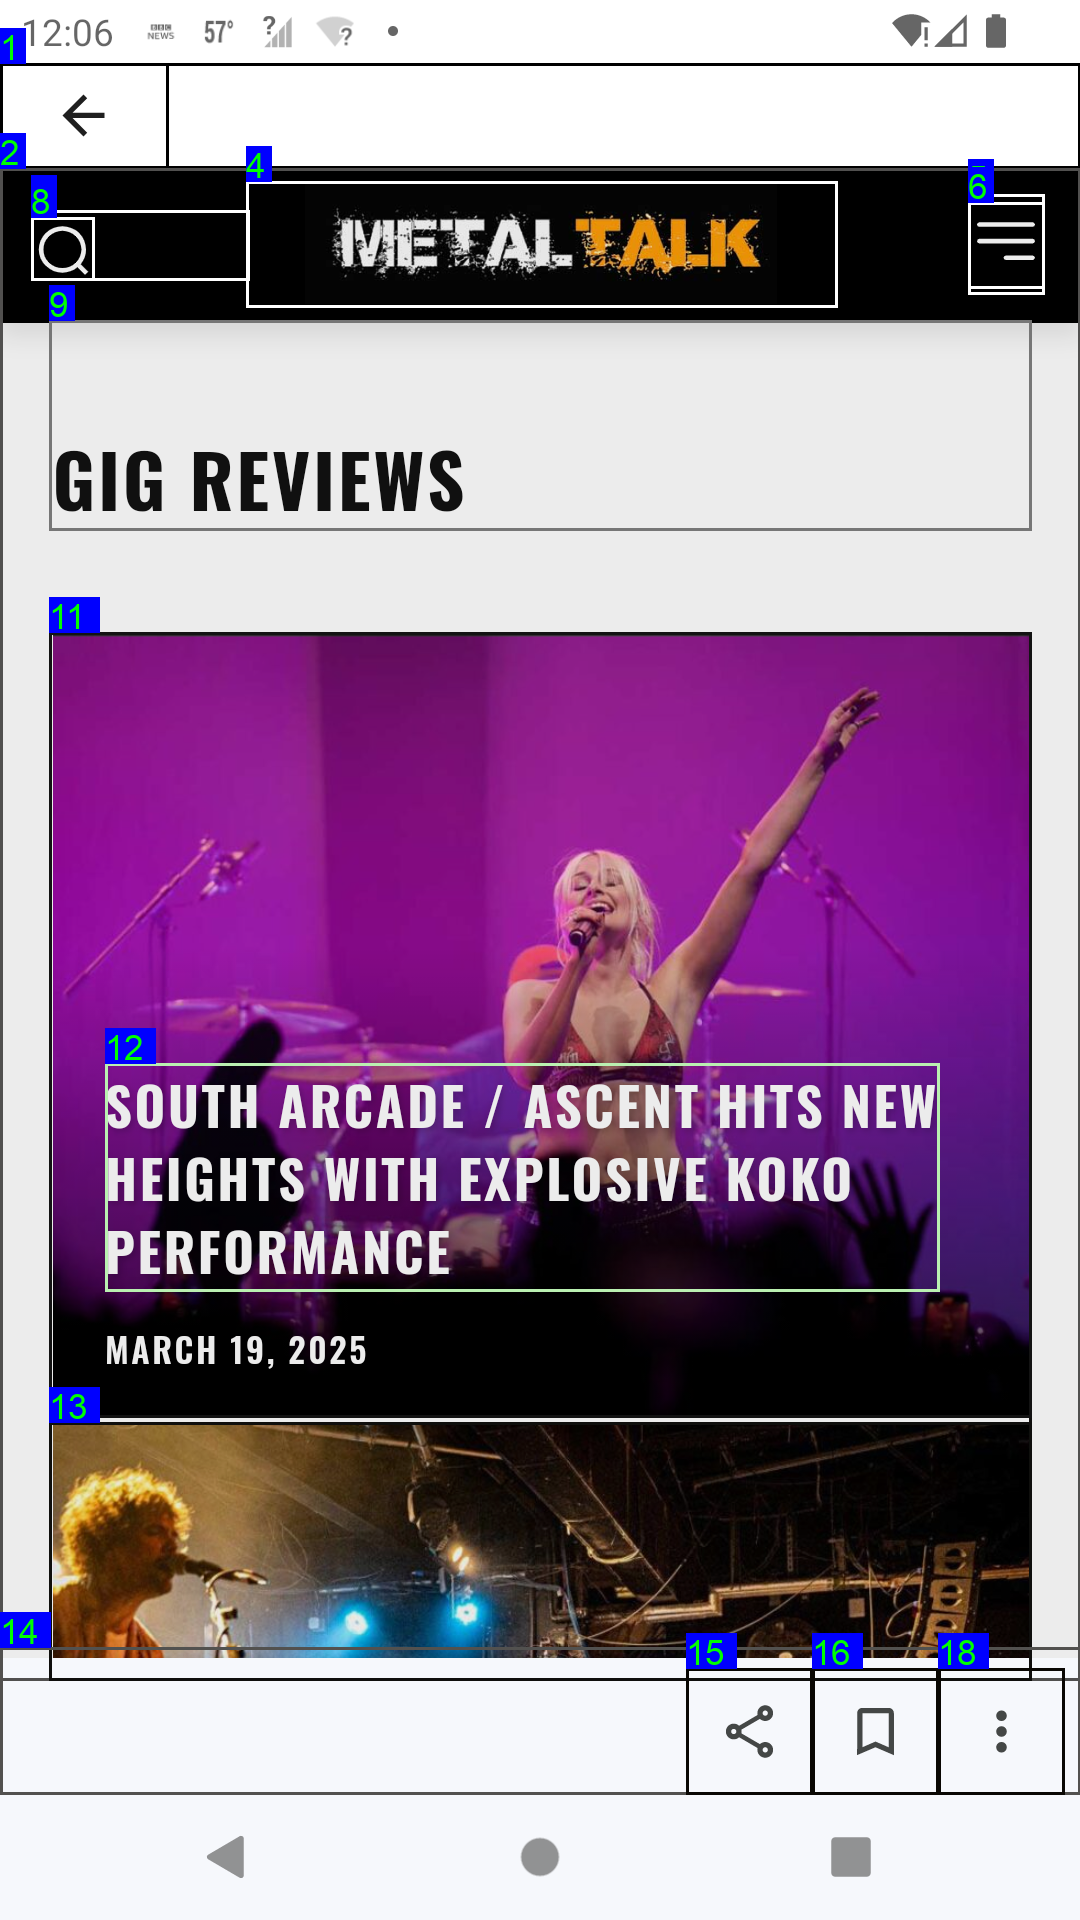 12:06 BBC NEWS 57°
METALTALK
GIG REVIEWS
SOUTH ARCADE / ASCENT HITS NEW
HEIGHTS WITH EXPLOSIVE KOKO
PERFORMANCE
MARCH 19, 2025
1
2
4
6
8
9
11
12
13
14
15
16
18